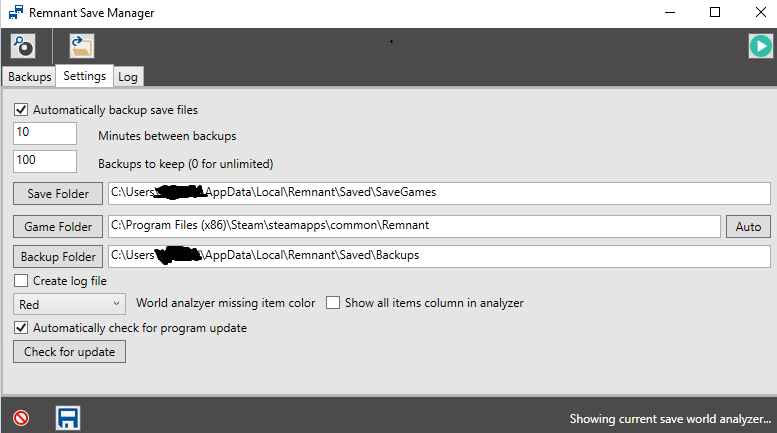 Remnant Save Manager
Backups Settings Log
Automatically backup save files
10 Minutes between backups
100 Backups to keep (0 for unlimited)
Save Folder C:\Users\ \AppData\Local\Remnant\Saved\SaveGames
Game Folder C:\Program Files (x86)\Steam\steamapps\common\Remnant Auto
Backup Folder C:\Users \AppData\Local\Remnant\Saved\Backups
Create log file
Red World analzyer missing item color Show all items column in analyzer
Automatically check for program update
Check for update
Showing current save world analyzer...